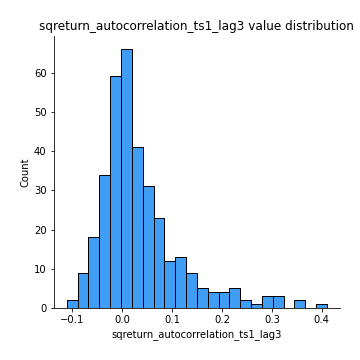 sqreturn_autocorrelation_ts1_lag3 value distribution
60
50
40
30
20
10
0
Count
−0.1 0.0 0.1 0.2 0.3 0.4
sqreturn_autocorrelation_ts1_lag3